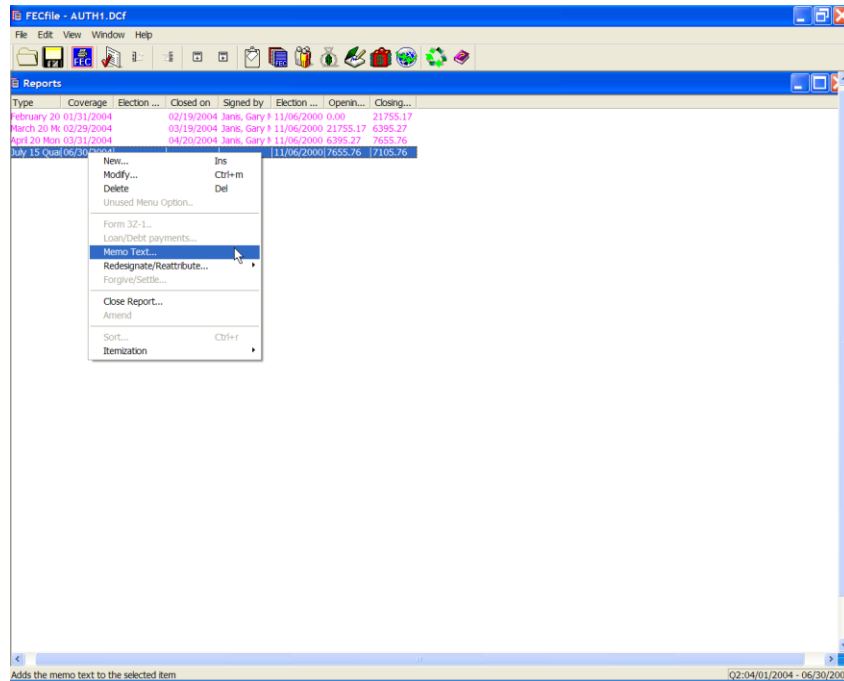 FECfile - AUTH1.DCf
File Edit View Window Help
Reports
Type Coverage Election ... Closed on Signed by Election ... Openin... Closing...
February 20 01/31/2004 02/19/2004 Janis, Gary 11/06/2000 0.00 21755.17
March 20 Mo 02/29/2004 03/19/2004 Janis, Gary 11/06/2000 21755.17 6395.27
April 20 Mon 03/31/2004 04/20/2004 Janis, Gary 11/06/2000 6395.27 7655.76
July 15 Qua 06/30/2004 11/06/2000 7655.76 7105.76
New... Ins
Modify... Ctrl+m
Delete Del
Unused Menu Option..
Form 3Z-1..
Loan/Debt payments...
Memo Text...
Redesignate/Reattribute...
Forgive/Settle...
Close Report...
Amend
Sort... Ctrl+r
Itemization
Adds the memo text to the selected item Q2:04/01/2004 - 06/30/200